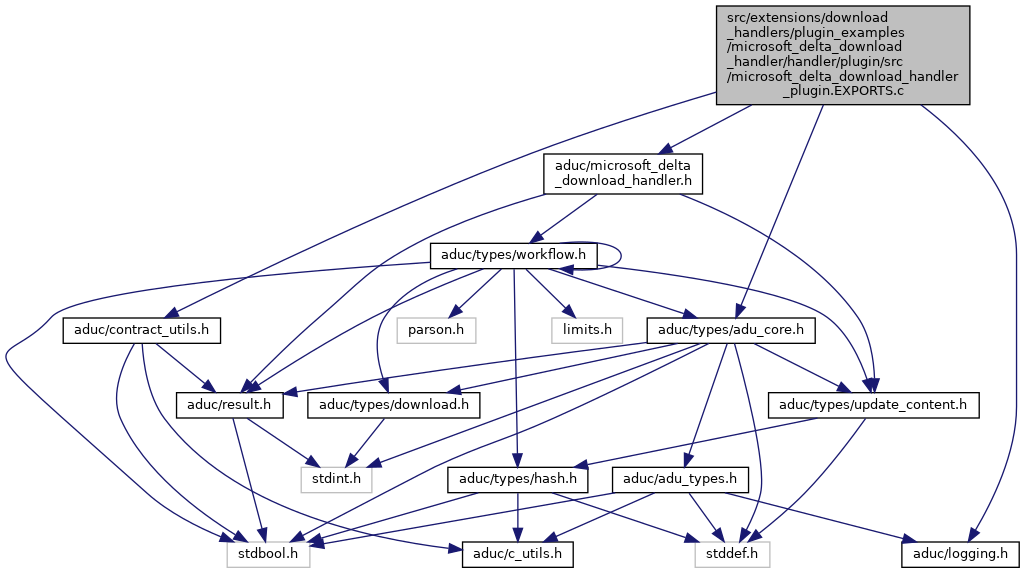 src/extensions/download
_handlers/plugin_examples
/microsoft_delta_download
_handler/handler/plugin/src
/microsoft_delta_download_handler
_plugin.EXPORTS.c
aduc/microsoft_delta
_download_handler.h
aduc/types/workflow.h
aduc/contract_utils.h
parson.h
limits.h
aduc/types/adu_core.h
aduc/result.h
aduc/types/download.h
aduc/types/update_content.h
stdint.h
aduc/types/hash.h
aduc/adu_types.h
stdbool.h
aduc/c_utils.h
stddef.h
aduc/logging.h